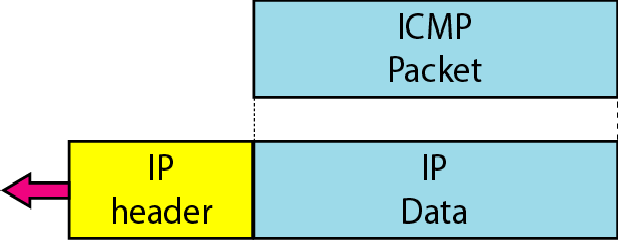 ICMP
Packet
IP
header
IP
Data